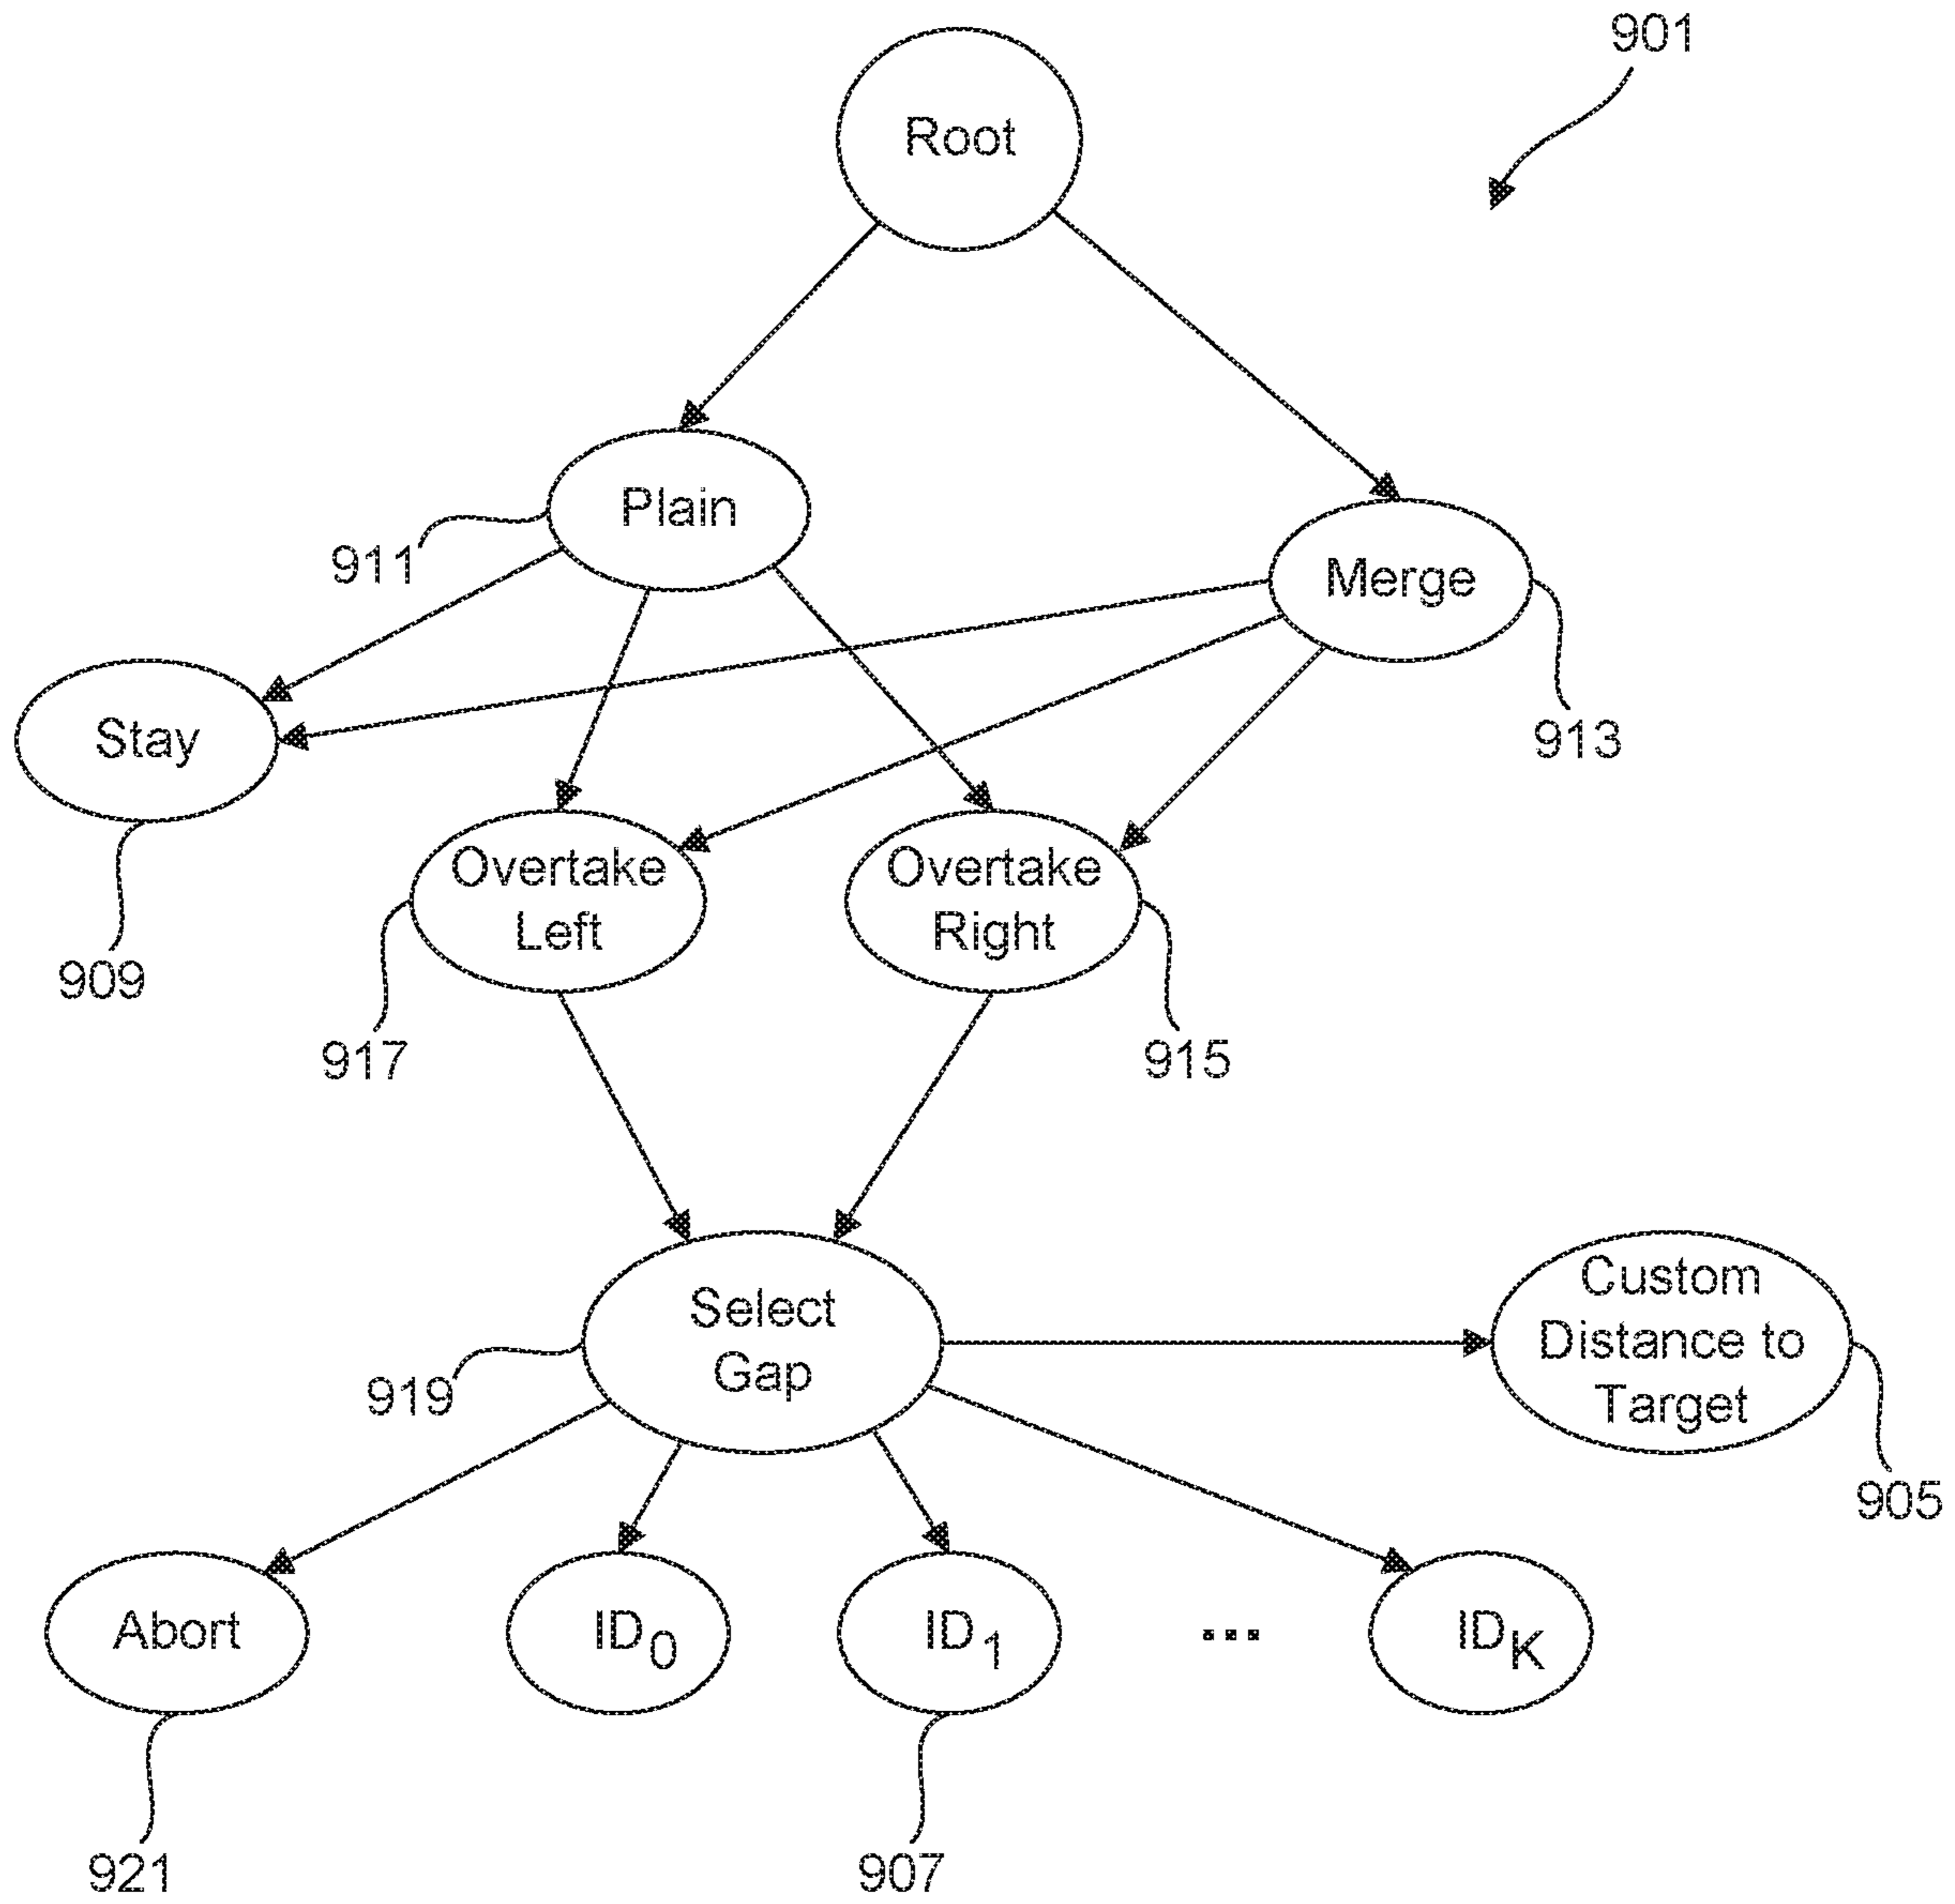 901
Root
Plain
911
Merge
913
Stay
909
Overtake
Left
917
Overtake
Right
915
Select
Gap
919
Custom
Distance to
Target
905
Abort
ID0
ID1
...
IDK
921
907